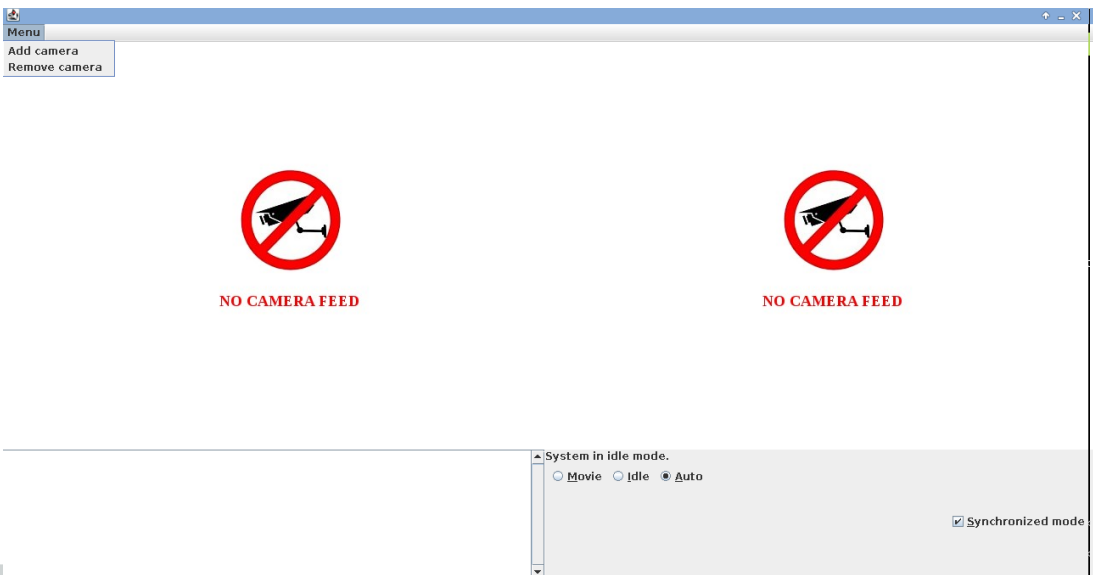 Menu
Add camera
Remove camera
NO CAMERA FEED
NO CAMERA FEED
System in idle mode.
Movie Idle Auto
Synchronized mode